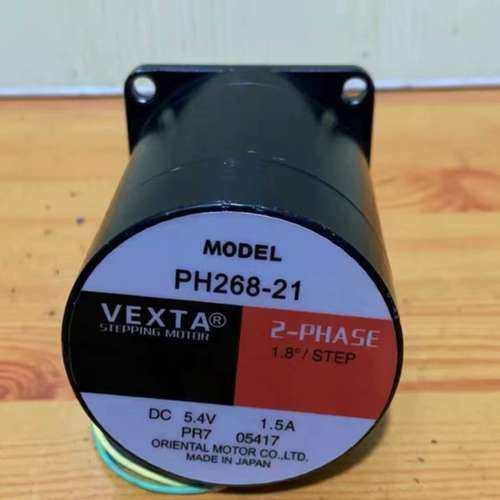 MODEL
PH268-21
VEXTA®
STEPPING MOTOR
2-PHASE
1.8°/STEP
DC 5.4V 1.5A
PR7 05417
ORIENTAL MOTOR CO.,LTD.
MADE IN JAPAN